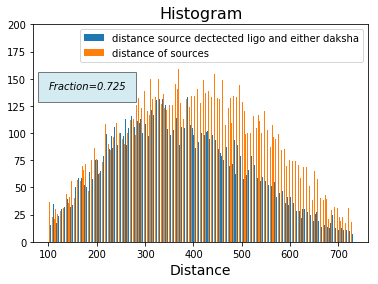 Histogram
distance source dectected ligo and either daksha
distance of sources
Fraction=0.725
200
175
150
125
100
75
50
25
0
100 200 300 400 500 600 700
Distance